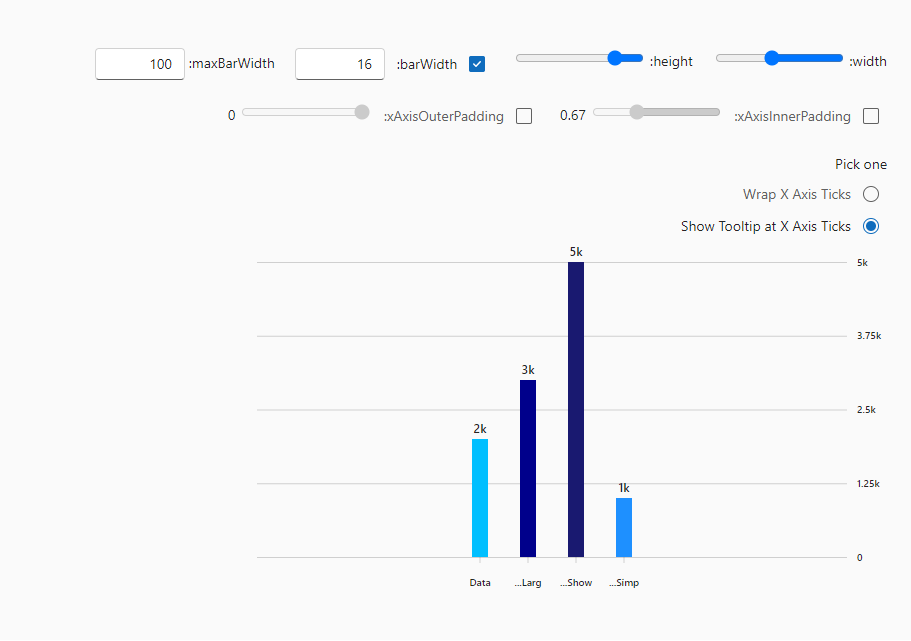 width:
height:
barWidth:
16
maxBarWidth:
100
xAxisInnerPadding:
0.67
xAxisOuterPadding:
0
Pick one
Wrap X Axis Ticks
Show Tooltip at X Axis Ticks
5k
5k
3.75k
3k
2.5k
2k
1.25k
1k
0
Data
Larg...
Show...
Simp...